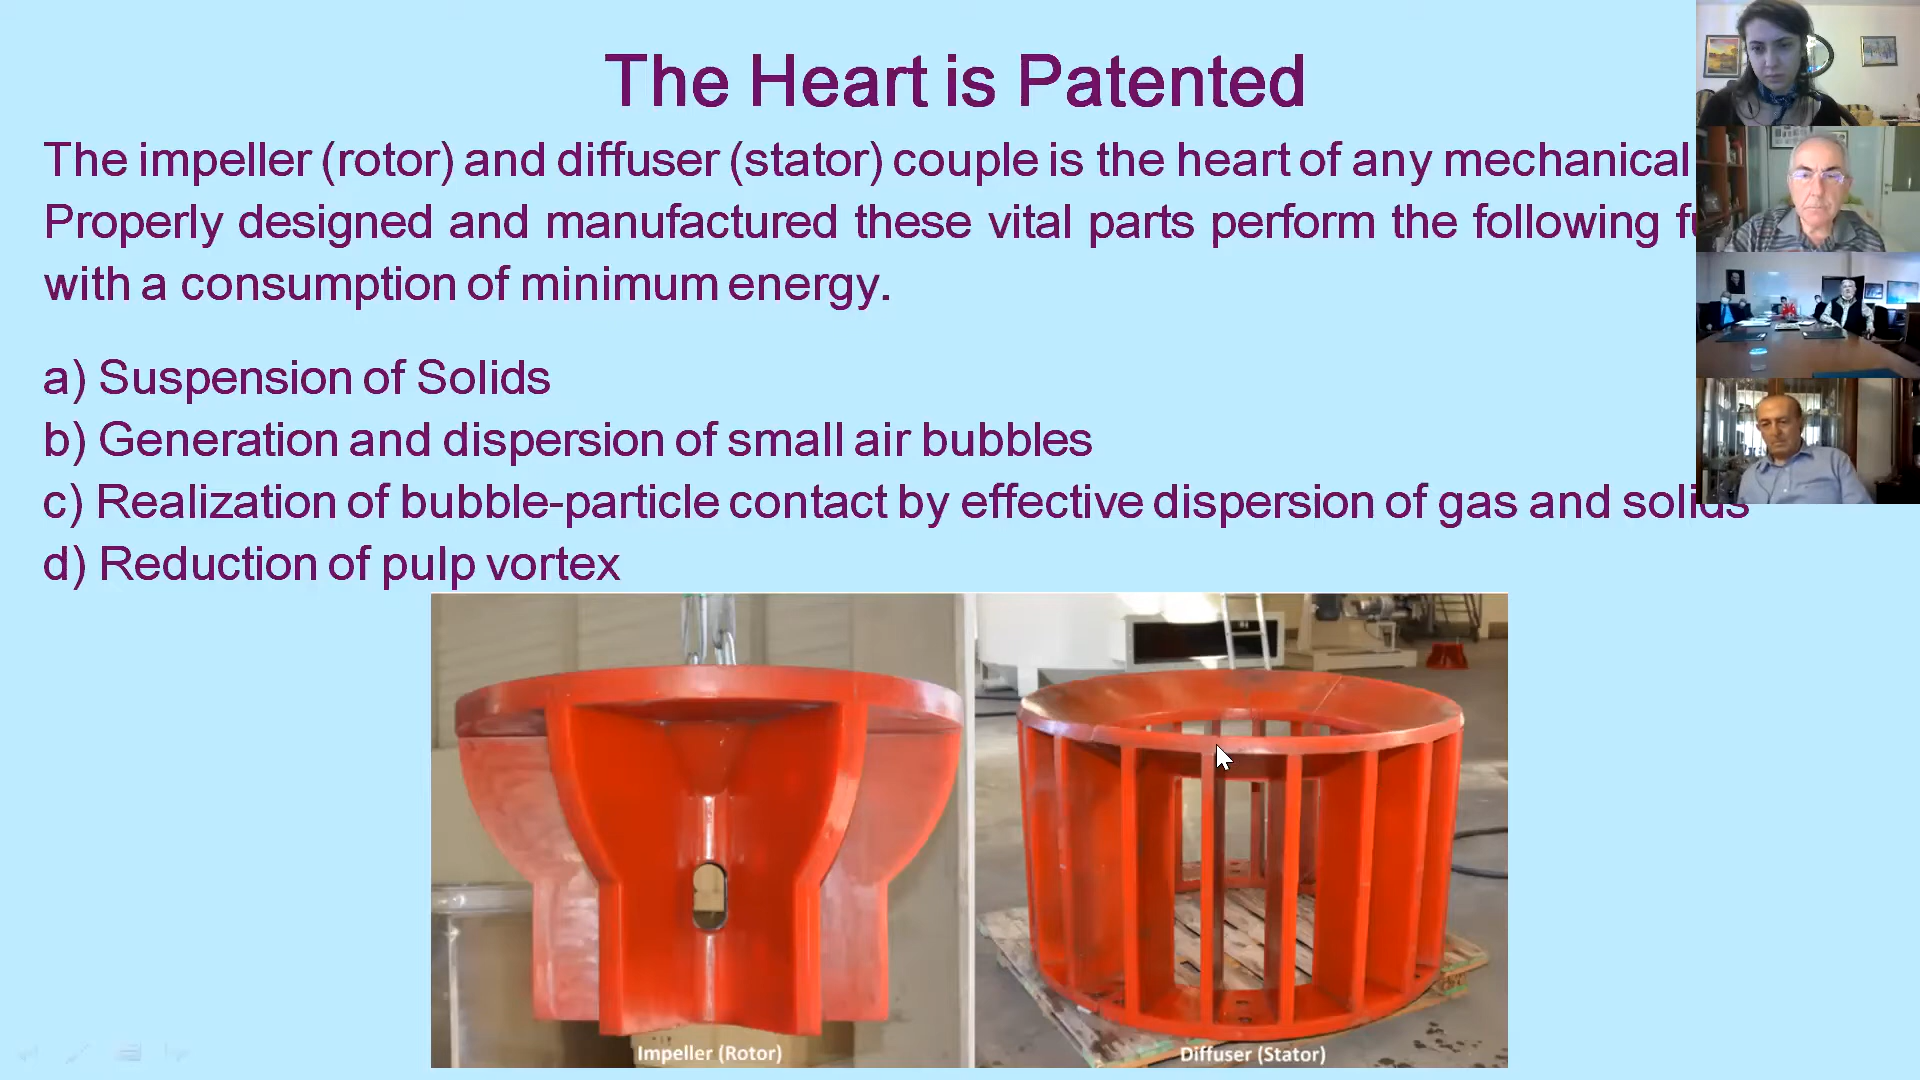 The Heart is Patented
The impeller (rotor) and diffuser (stator) couple is the heart of any mechanical
Properly designed and manufactured these vital parts perform the following
with a consumption of minimum energy.
a) Suspension of Solids
b) Generation and dispersion of small air bubbles
c) Realization of bubble-particle contact by effective dispersion of gas and solids
d) Reduction of pulp vortex
Impeller (Rotor)
Diffuser (Stator)